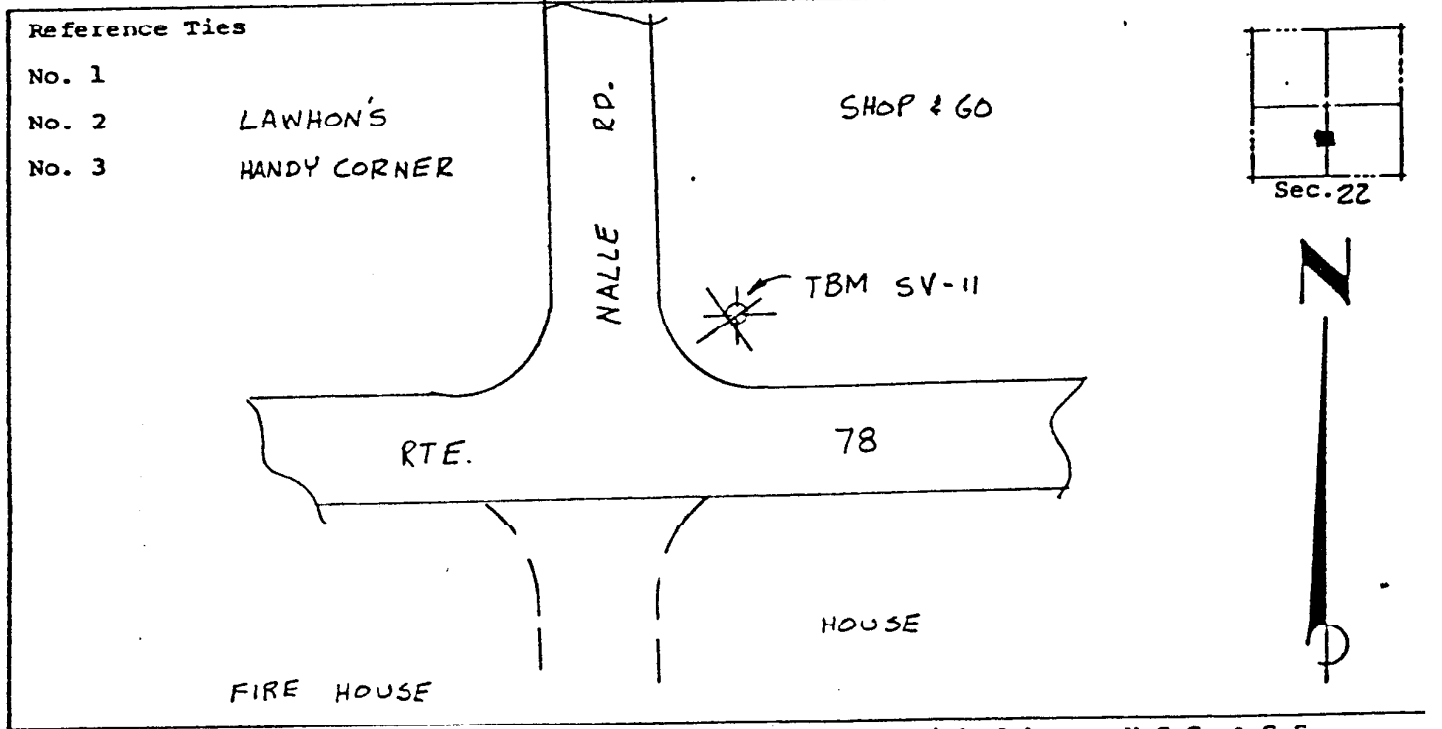 Reference Ties
No. 1
No. 2
No. 3
LAWHON'S
HANDY CORNER
NALLE RD.
SHOP & GO
Sec. 22
N
TBM SV-11
RTE. 78
HOUSE
FIRE HOUSE